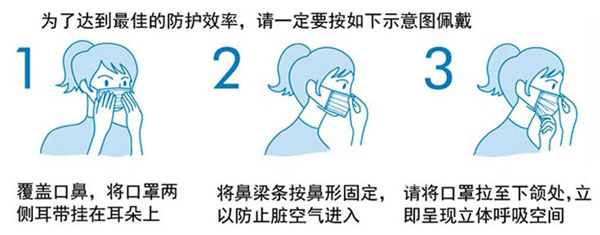 为了达到最佳的防护效率，请一定要按如下示意图佩戴
1
2
3
覆盖口鼻，将口罩两
侧耳带挂在耳朵上
将鼻梁条按鼻形固定，
以防止脏空气进入
请将口罩拉至下颌处，立
即呈现立体呼吸空间